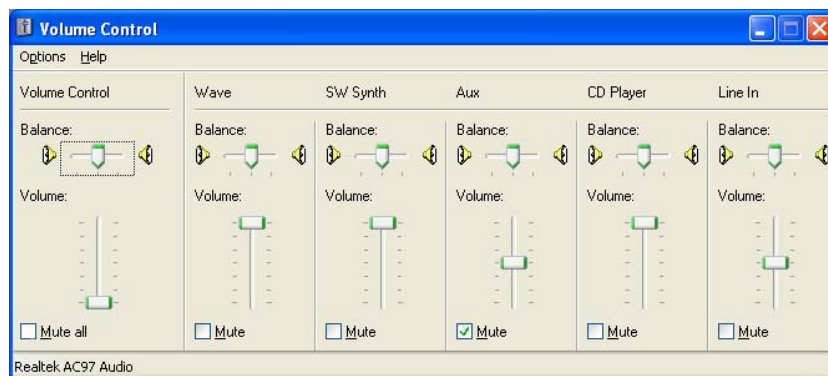 Volume Control
Options Help
Volume Control Wave SW Synth Aux CD Player Line In
Balance: Balance: Balance: Balance: Balance: Balance:
Volume: Volume: Volume: Volume: Volume: Volume:
Mute all Mute Mute Mute Mute Mute
Realtek AC97 Audio